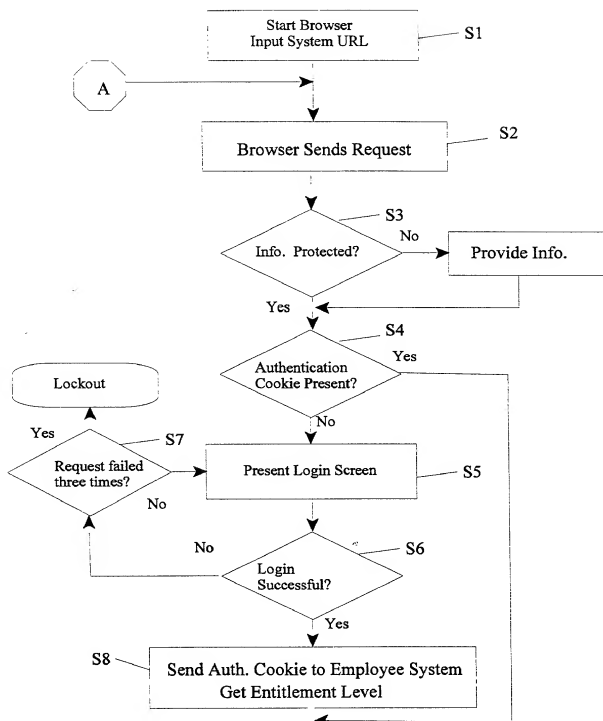 Start Browser
Input System URL
S1
A
Browser Sends Request
S2
S3
Info. Protected?
No
Provide Info.
Yes
S4
Authentication
Cookie Present?
Yes
No
Lockout
Yes
S7
Request failed
three times?
No
Present Login Screen
S5
No
S6
Login
Successful?
Yes
S8
Send Auth. Cookie to Employee System
Get Entitlement Level